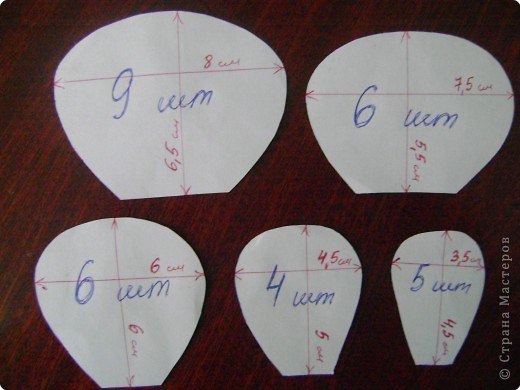 8 см
9 шт
6,5 см
7,5 см
6 шт
5,5 см
6 см
6 шт
6 см
4,5 см
4 шт
5 см
3,5 см
5 шт
4,5 см
© Страна Мастеров